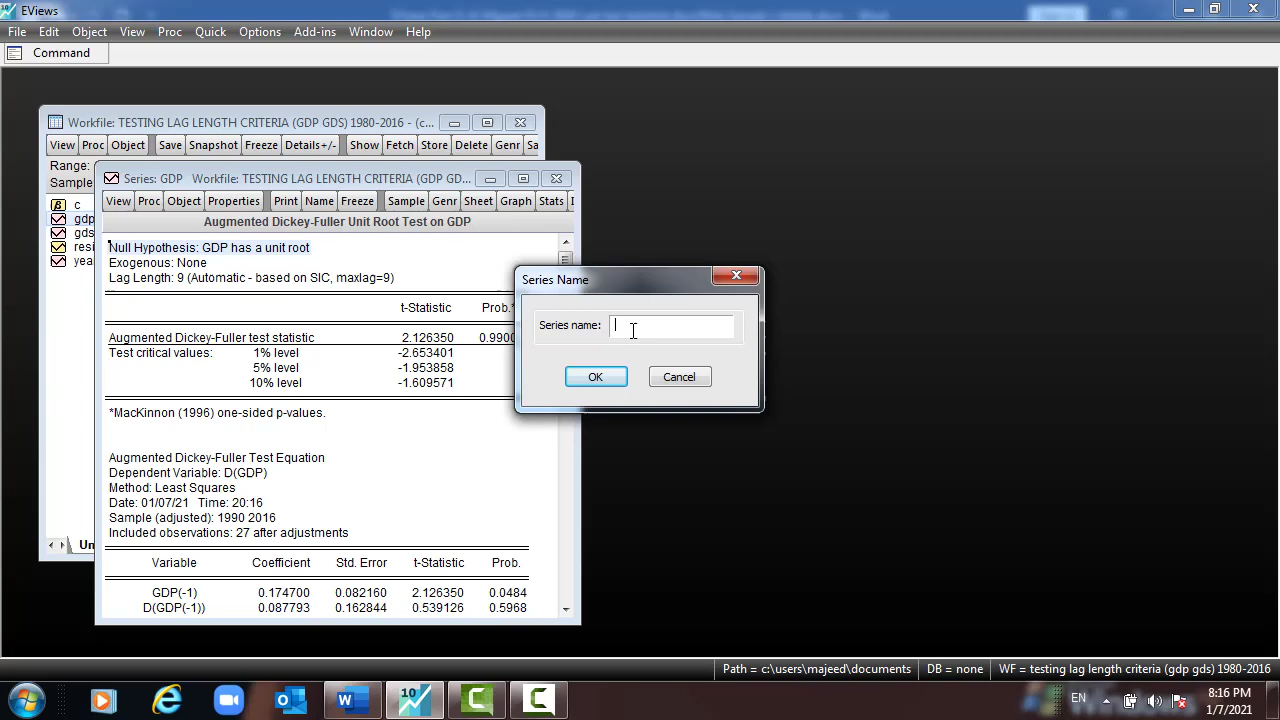 EViews
File Edit Object View Proc Quick Options Add-ins Window Help
Command
Workfile: TESTING LAG LENGTH CRITERIA (GDP GDS) 1980-2016 - (c...
View Proc Object Save Snapshot Freeze Details+/- Show Fetch Store Delete Genr Sa
Range:
Sample
c
gdp
gds
resi
yea
Un
Series: GDP Workfile: TESTING LAG LENGTH CRITERIA (GDP GD...
View Proc Object Properties Print Name Freeze Sample Genr Sheet Graph Stats I
Augmented Dickey-Fuller Unit Root Test on GDP
Null Hypothesis: GDP has a unit root
Exogenous: None
Lag Length: 9 (Automatic - based on SIC, maxlag=9)
t-Statistic Prob.*
Augmented Dickey-Fuller test statistic 2.126350 0.9900
Test critical values: 1% level -2.653401
5% level -1.953858
10% level -1.609571
*MacKinnon (1996) one-sided p-values.
Augmented Dickey-Fuller Test Equation
Dependent Variable: D(GDP)
Method: Least Squares
Date: 01/07/21 Time: 20:16
Sample (adjusted): 1990 2016
Included observations: 27 after adjustments
Variable Coefficient Std. Error t-Statistic Prob.
GDP(-1) 0.174700 0.082160 2.126350 0.0484
D(GDP(-1)) 0.087793 0.162844 0.539126 0.5968
Series Name
Series name:
OK Cancel
Path = c:\users\majeed\documents DB = none WF = testing lag length criteria (gdp gds) 1980-2016
EN
8:16 PM
1/7/2021